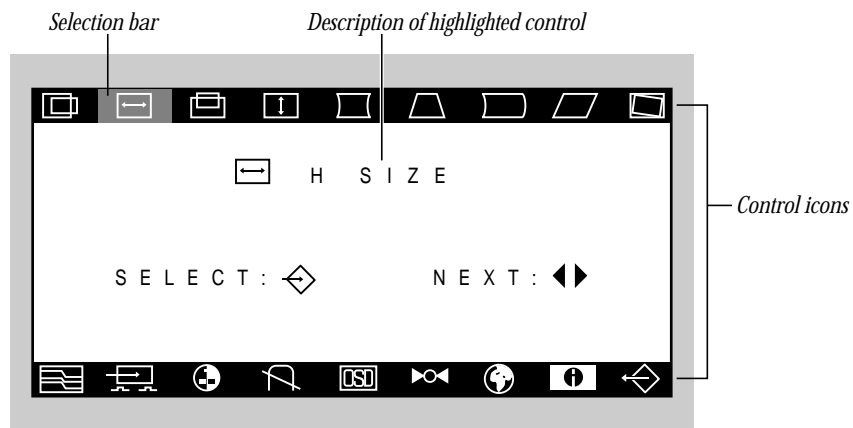 Selection bar
Description of highlighted control
H SIZE
Control icons
SELECT:
NEXT:
OSD